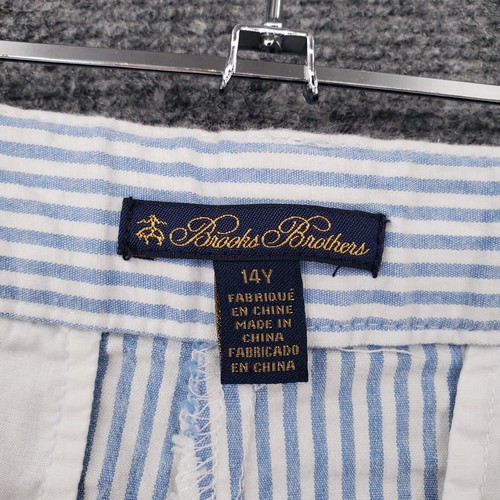 Brooks Brothers
14Y
FABRIQUÉ
EN CHINE
MADE IN
CHINA
FABRICADO
EN CHINA